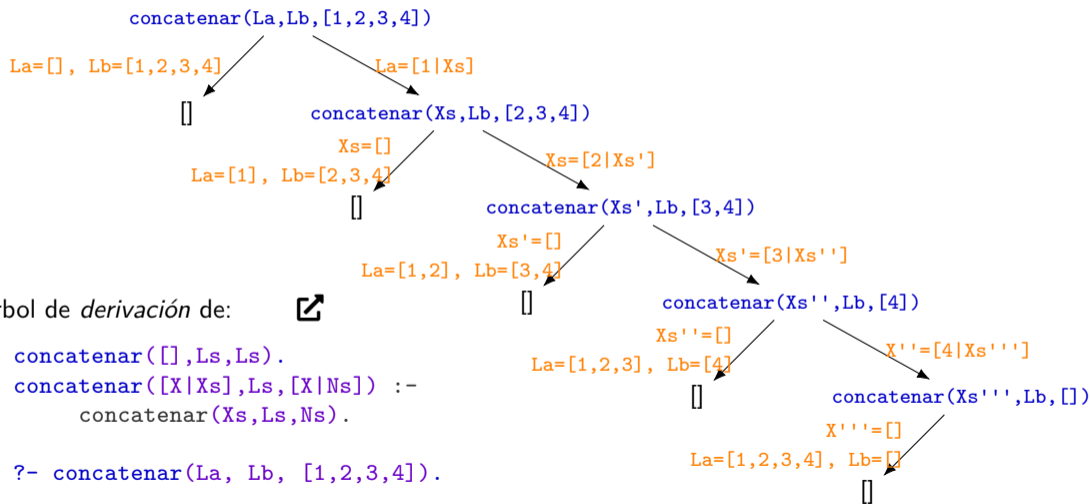 concatenar(La,Lb,[1,2,3,4])
La=[], Lb=[1,2,3,4]
La=[1|Xs]
[]
concatenar(Xs,Lb,[2,3,4])
Xs=[]
La=[1], Lb=[2,3,4]
Xs=[2|Xs']
[]
concatenar(Xs',Lb,[3,4])
Xs'=[]
La=[1,2], Lb=[3,4]
Xs'=[3|Xs'']
[]
concatenar(Xs'',Lb,[4])
Xs''=[]
La=[1,2,3], Lb=[4]
X''=[4|Xs''']
[]
concatenar(Xs''',Lb,[])
X'''=[]
La=[1,2,3,4], Lb=[]
[]
rbol de derivación de:
concatenar([],Ls,Ls).
concatenar([X|Xs],Ls,[X|Ns]) :-
concatenar(Xs,Ls,Ns).
?- concatenar(La, Lb, [1,2,3,4]).